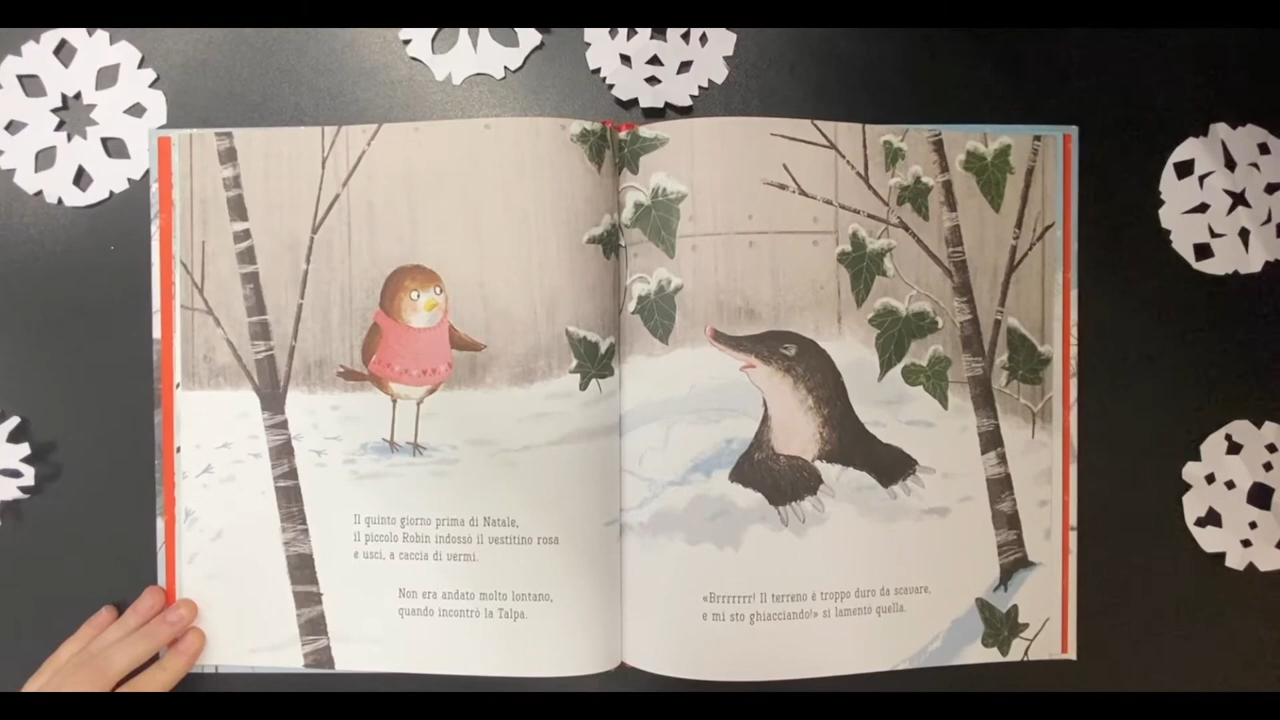 Il quinto giorno prima di Natale,
il piccolo Robin indossò il vestitino rosa
e uscì, a caccia di vermi.
Non era andato molto lontano,
quando incontrò la Talpa.
«Brrrrrrr! Il terreno è troppo duro da scavare,
e mi sto ghiacciando!» si lamentò quella.